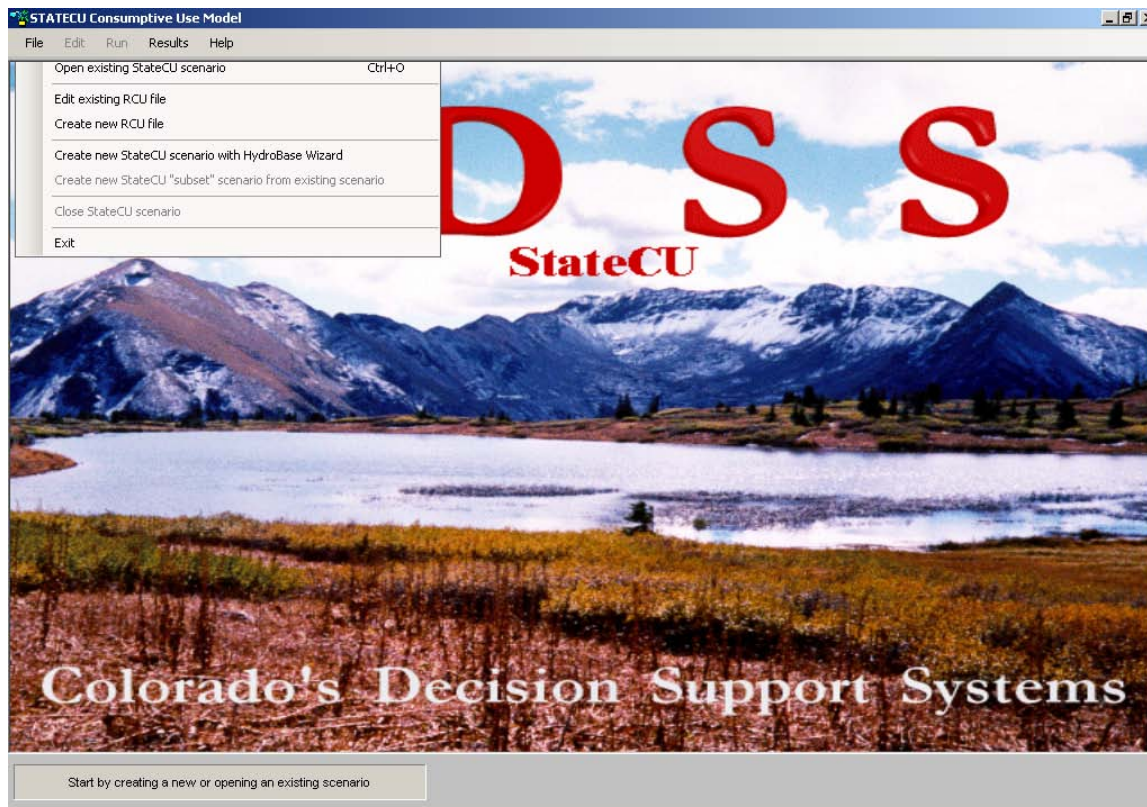 STATECU Consumptive Use Model
File Edit Run Results Help
Open existing StateCU scenario Ctrl+O
Edit existing RCU file
Create new RCU file
Create new StateCU scenario with HydroBase Wizard
Create new StateCU "subset" scenario from existing scenario
Close StateCU scenario
Exit
D S S
StateCU
Colorado's Decision Support Systems
Start by creating a new or opening an existing scenario